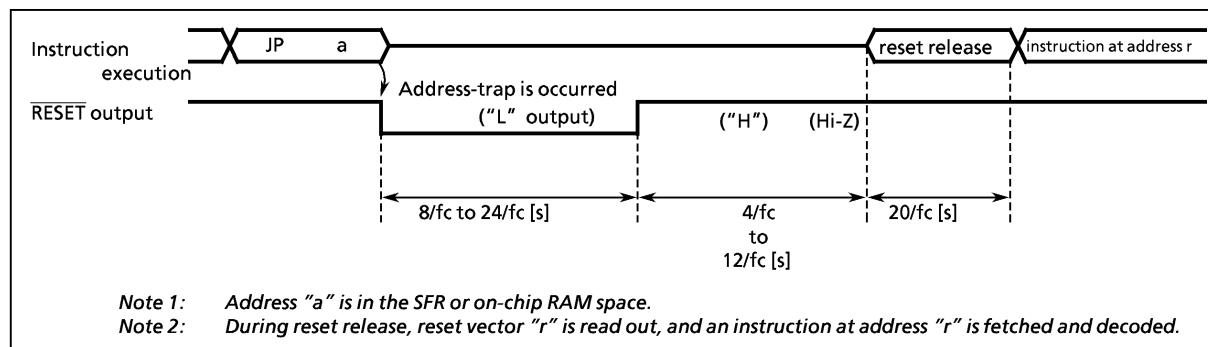 Instruction
execution
JP a
reset release
instruction at address r
Address-trap is occurred
RESET output
("L" output)
("H")
(Hi-Z)
8/fc to 24/fc [s]
4/fc
to
12/fc [s]
20/fc [s]
Note 1: Address "a" is in the SFR or on-chip RAM space.
Note 2: During reset release, reset vector "r" is read out, and an instruction at address "r" is fetched and decoded.